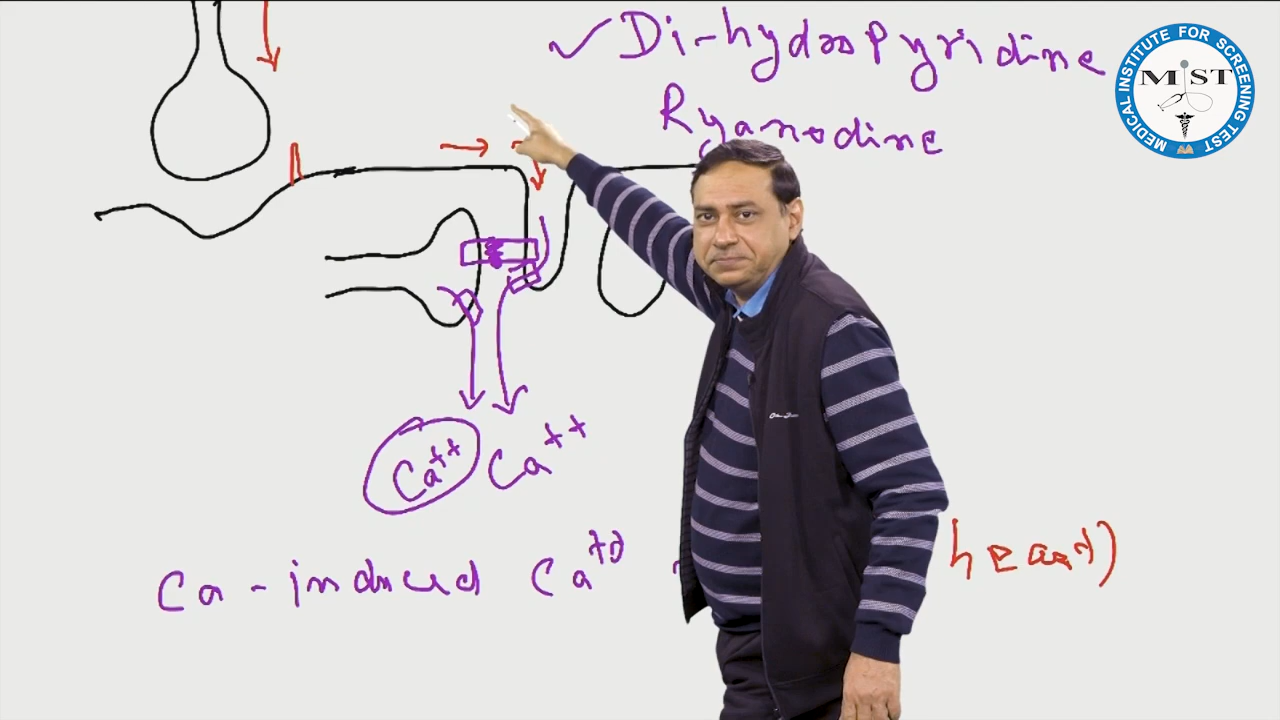 ✓ Di-hydropyridine
Ryanodine
MEDICAL INSTITUTE FOR SCREENING TEST
MIST
Ca++ Ca++
Ca-induced Ca++
heart)